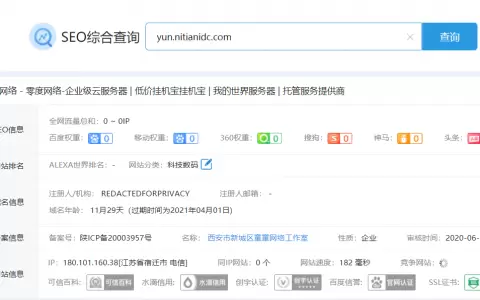 SEO综合查询 yun.nitianidc.com × 查询
网络 - 零度网络-企业级云服务器 | 低价挂机宝挂机宝 | 我的世界服务器 | 托管服务提供商
EO信息 全网流量总和：0 ~ 0IP
百度权重： 0 移动权重： 0 360权重： 0 搜狗： 0 神马： 0 头条： 0
站排名 ALEXA世界排名：- 网站分类：科技数码
名信息 注册人/机构： REDACTEDFORPRIVACY 注册人邮箱： -
域名年龄： 11月29天（过期时间为2021年04月01日）
案信息 备案号：陕ICP备20003957号 名称： 西安市新城区董董网络工作室 性质：企业 审核时间：2020-06-
站信息 IP：180.101.160.38[江苏省宿迁市 电信] 同IP网站：0 个 网站速度：182 毫秒 竞争网站：
可信百科： 可信百科 水滴信用： 水滴信用 创宇认证： 创宇认证 百度信誉： 官网认证 SSL证书：